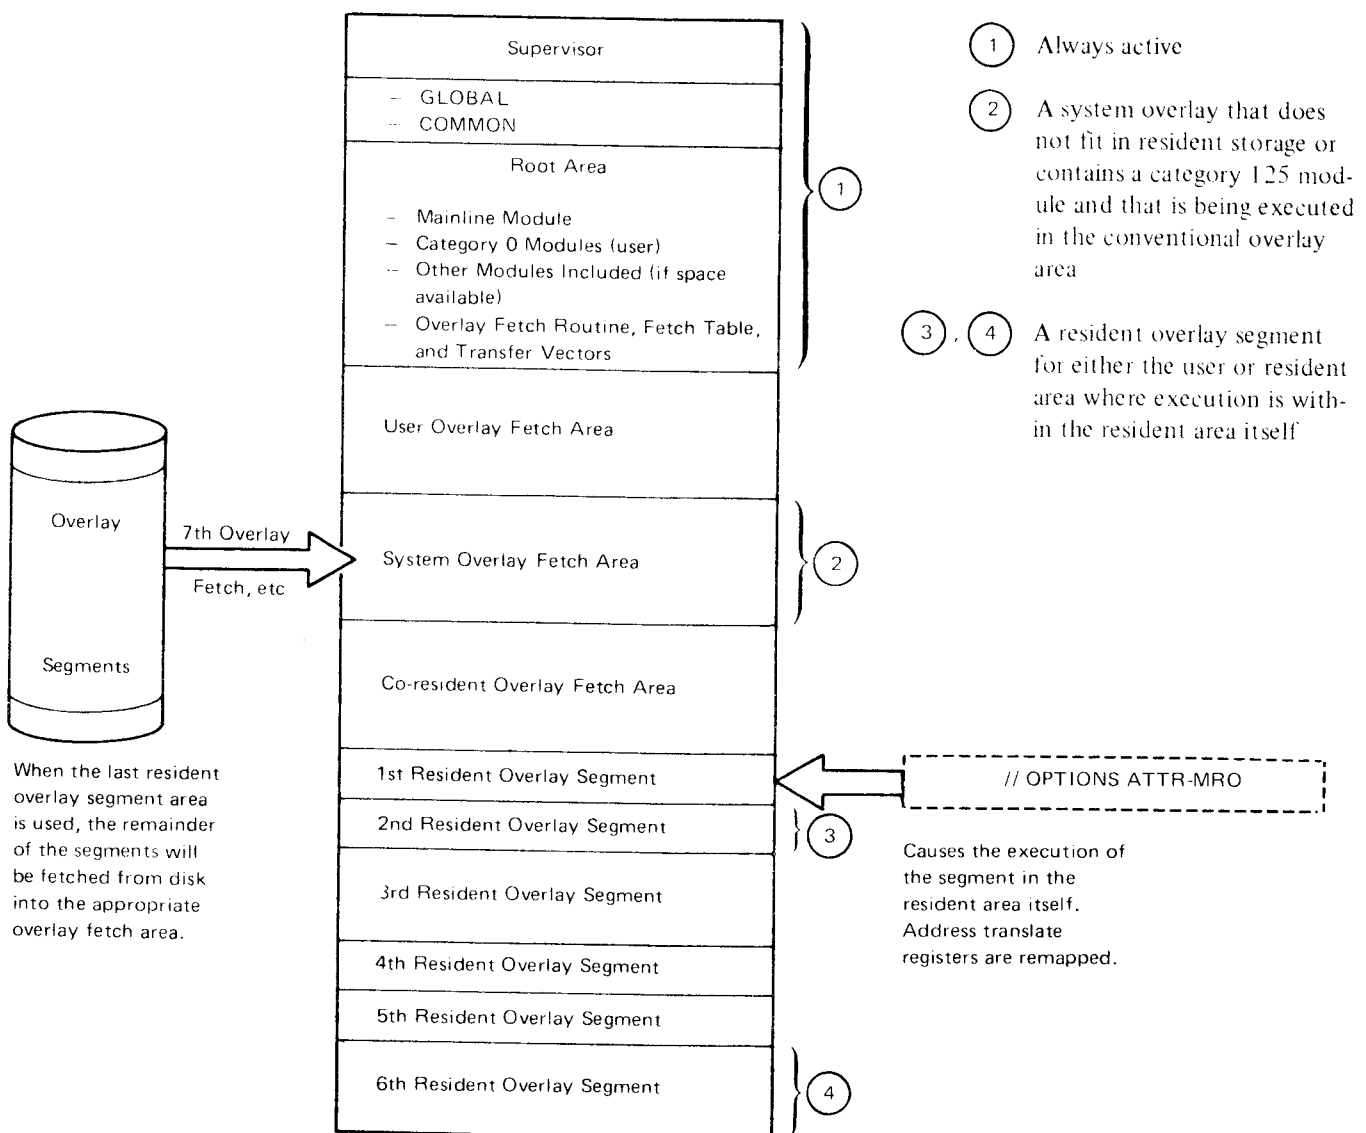 Supervisor
– GLOBAL
– COMMON
Root Area
– Mainline Module
– Category 0 Modules (user)
– Other Modules Included (if space
available)
– Overlay Fetch Routine, Fetch Table,
and Transfer Vectors
User Overlay Fetch Area
System Overlay Fetch Area
Co-resident Overlay Fetch Area
1st Resident Overlay Segment
2nd Resident Overlay Segment
3rd Resident Overlay Segment
4th Resident Overlay Segment
5th Resident Overlay Segment
6th Resident Overlay Segment
1
2
3
4
Overlay
Segments
7th Overlay
Fetch, etc
When the last resident
overlay segment area
is used, the remainder
of the segments will
be fetched from disk
into the appropriate
overlay fetch area.
1 Always active
2 A system overlay that does
not fit in resident storage or
contains a category 125 mod-
ule and that is being executed
in the conventional overlay
area
3 , 4 A resident overlay segment
for either the user or resident
area where execution is with-
in the resident area itself
// OPTIONS ATTR-MRO
Causes the execution of
the segment in the
resident area itself.
Address translate
registers are remapped.